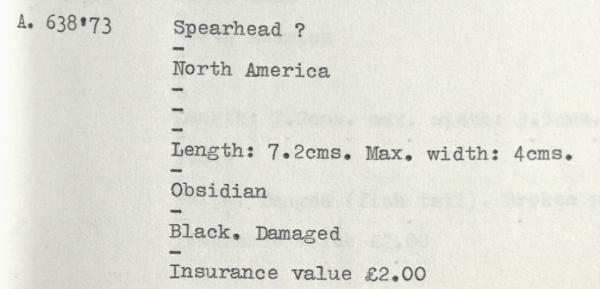 A. 638'73 Spearhead ?
-
North America
-
-
-
Length: 7.2cms. Max. width: 4cms.
-
Obsidian
-
Black. Damaged
-
Insurance value £2.00